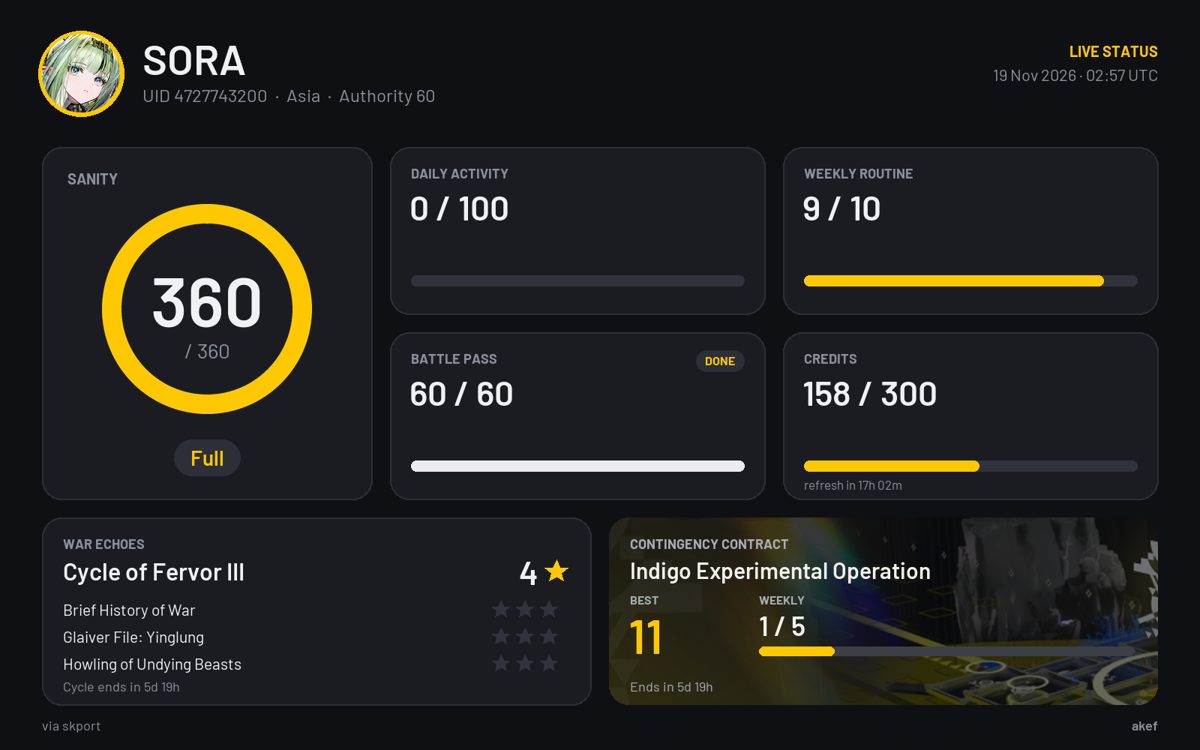 SORA
UID 4727743200 · Asia · Authority 60
LIVE STATUS
19 Nov 2026 · 02:57 UTC
SANITY
360
/ 360
Full
DAILY ACTIVITY
0 / 100
WEEKLY ROUTINE
9 / 10
BATTLE PASS
DONE
60 / 60
CREDITS
158 / 300
refresh in 17h 02m
WAR ECHOES
Cycle of Fervor III
4
Brief History of War
Glaiver File: Yinglung
Howling of Undying Beasts
Cycle ends in 5d 19h
CONTINGENCY CONTRACT
Indigo Experimental Operation
BEST
11
WEEKLY
1 / 5
Ends in 5d 19h
via skport
akef